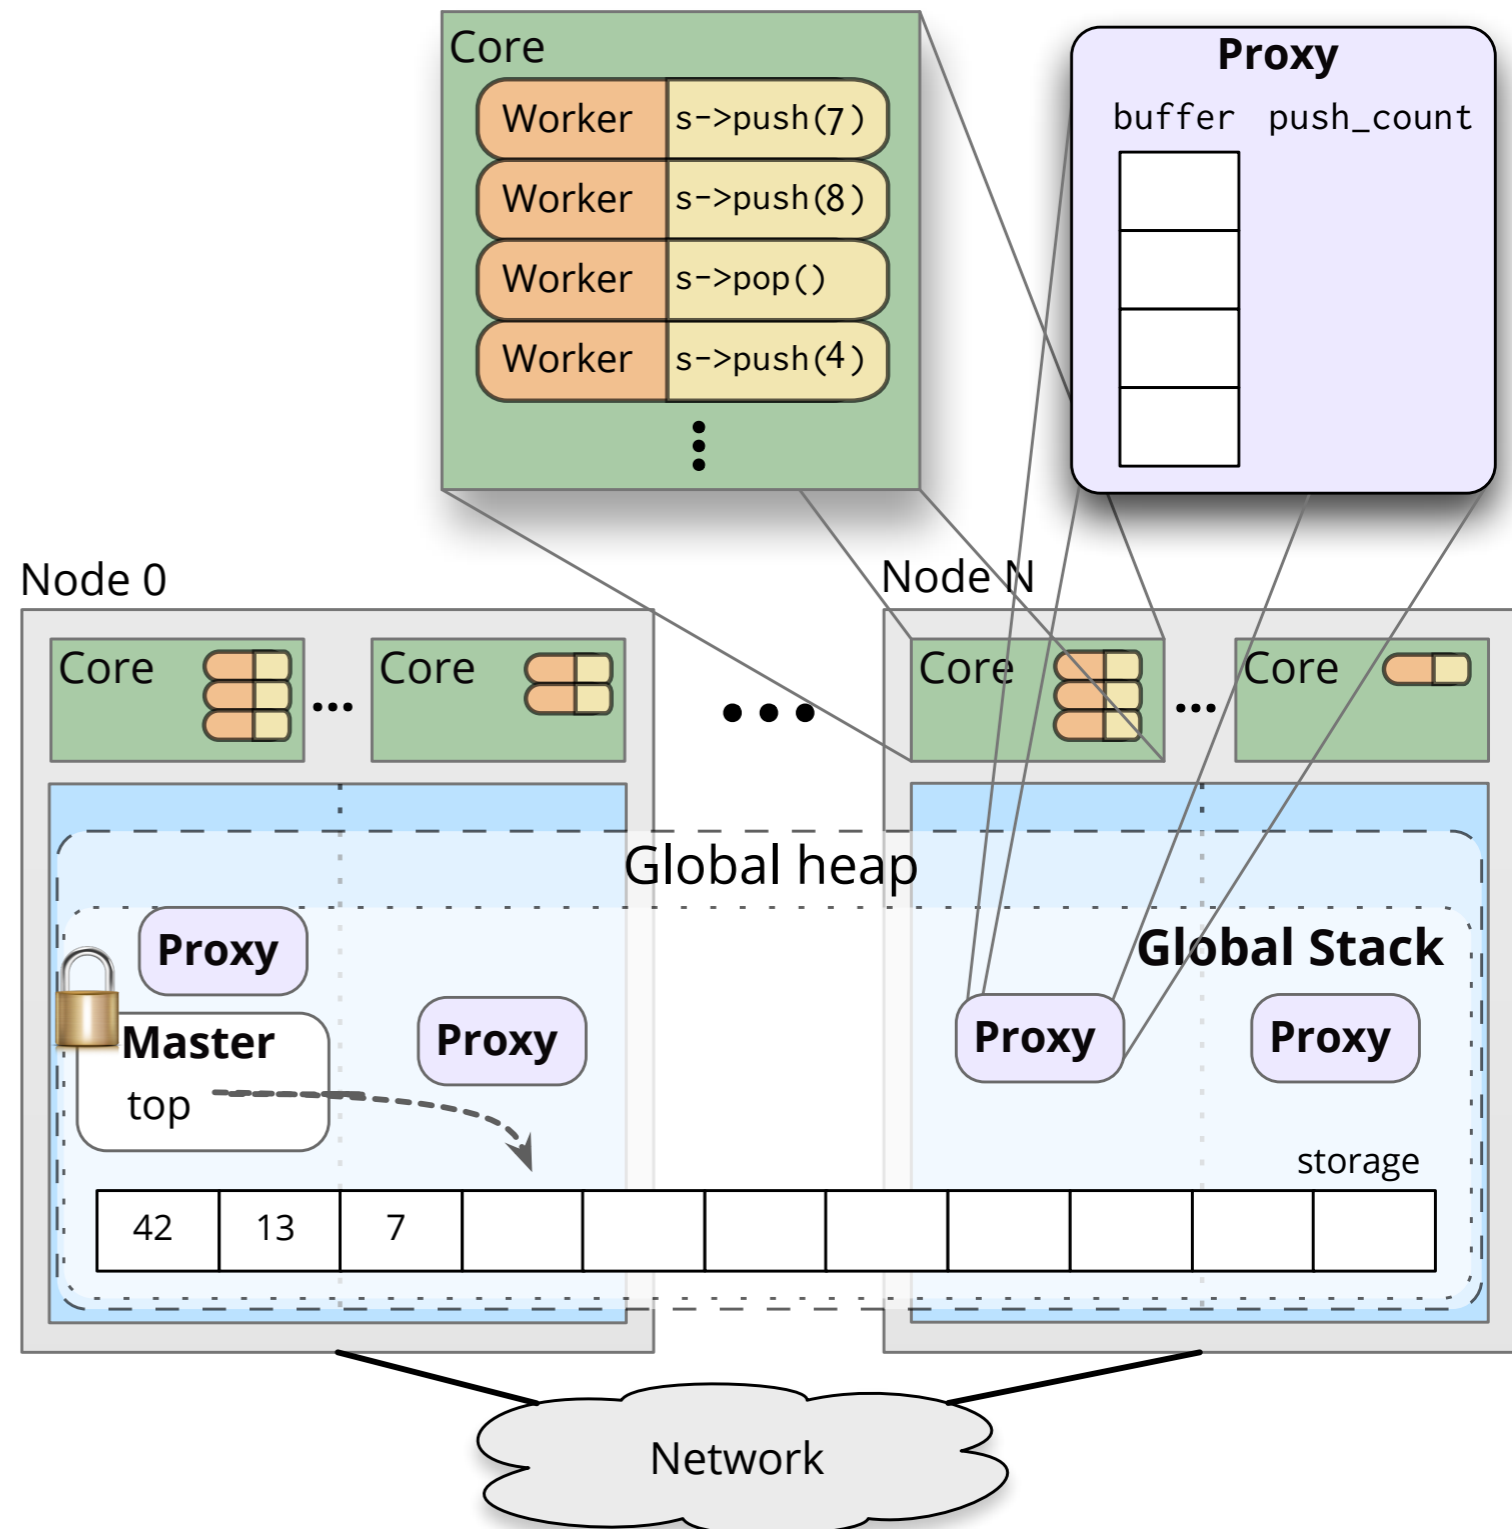 Core
Worker s->push(7)
Worker s->push(8)
Worker s->pop()
Worker s->push(4)
Proxy
buffer push_count
Node 0
Node N
Core
Core
Core
Core
Global heap
Global Stack
Proxy
Proxy
Proxy
Proxy
Master
top
storage
42 13 7
Network